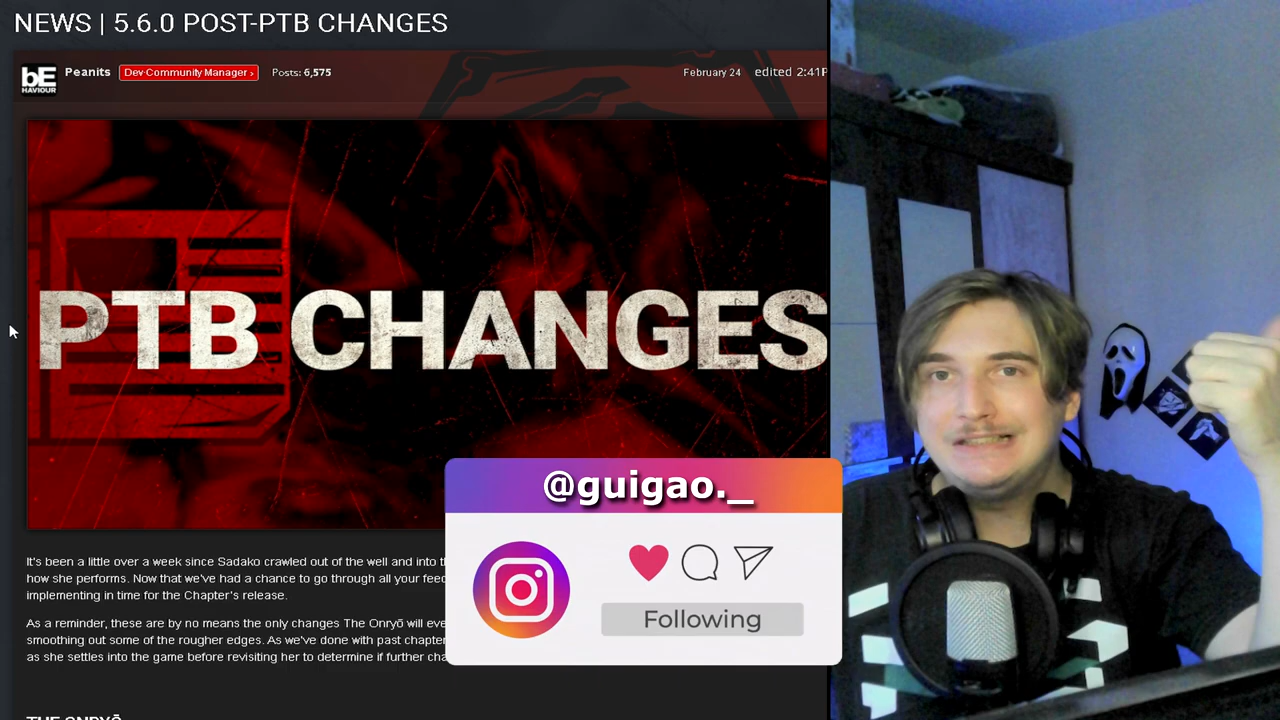 NEWS | 5.6.0 POST-PTB CHANGES
bE
HAVIOUR
Peanits
Dev·Community Manager ›
Posts: 6,575
February 24
edited 2:41
PTB CHANGES
@guigao._
Following
It's been a little over a week since Sadako crawled out of the well and into
how she performs. Now that we've had a chance to go through all your
implementing in time for the Chapter's release.
As a reminder, these are by no means the only changes The Onryō will
smoothing out some of the rougher edges. As we've done with past
as she settles into the game before revisiting her to determine if further
THE ONRYŌ